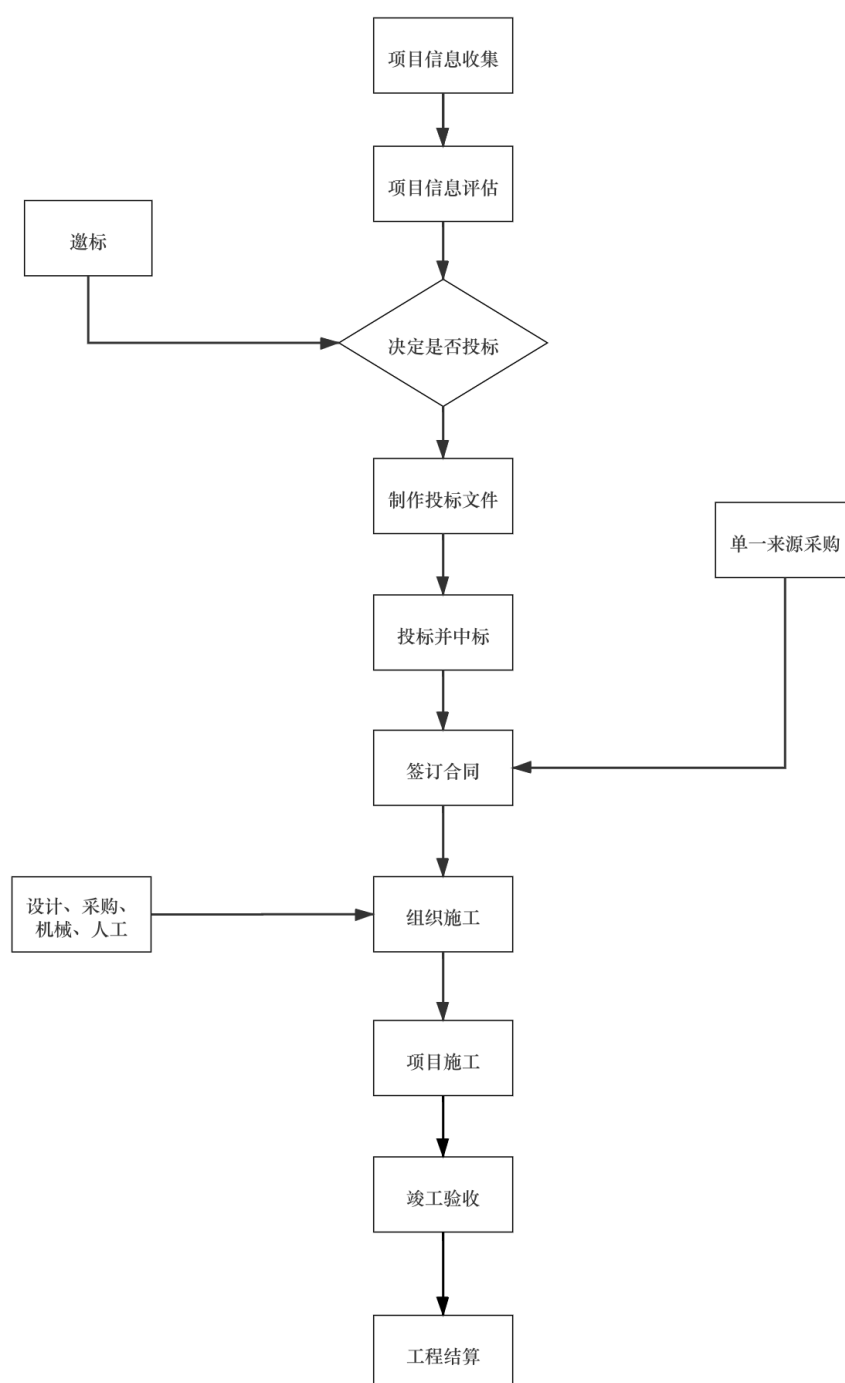 项目信息收集
项目信息评估
邀标
决定是否投标
制作投标文件
单一来源采购
投标并中标
签订合同
设计、采购、
机械、人工
组织施工
项目施工
竣工验收
工程结算